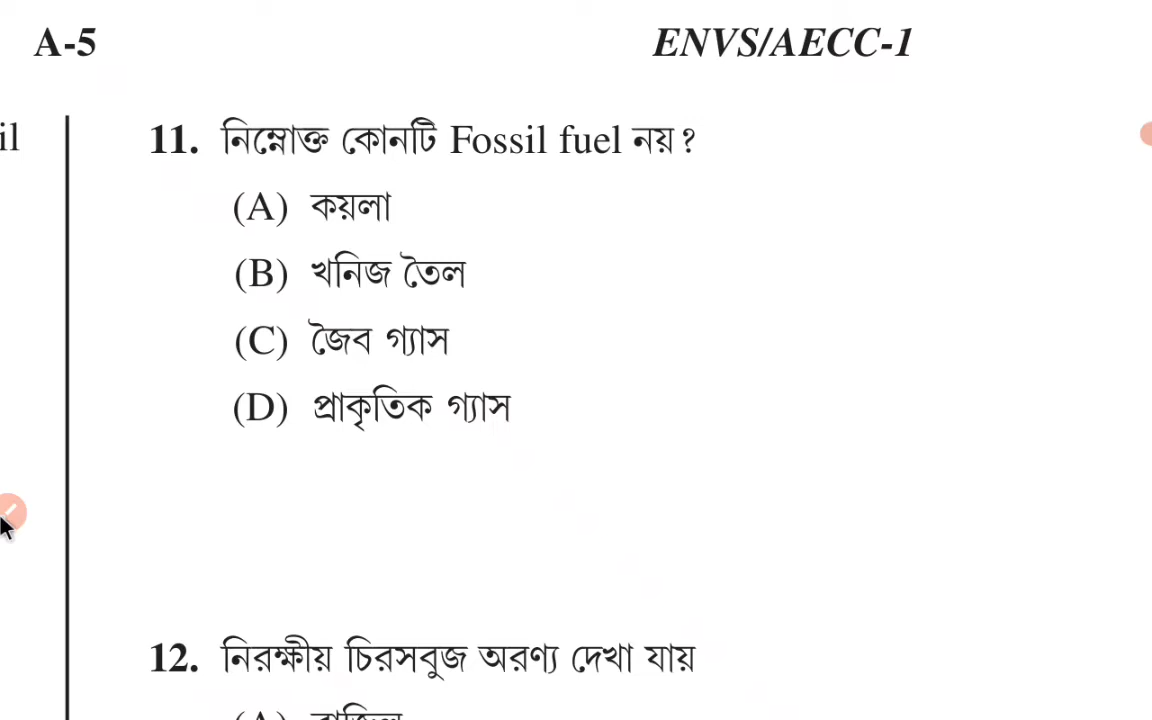 A-5
ENVS/AECC-1
il
11. নিম্নোক্ত কোনটি Fossil fuel নয় ?
(A) কয়লা
(B) খনিজ তৈল
(C) জৈব গ্যাস
(D) প্রাকৃতিক গ্যাস
12. নিরক্ষীয় চিরসবুজ অরণ্য দেখা যায়
(A) ব্রাজিল